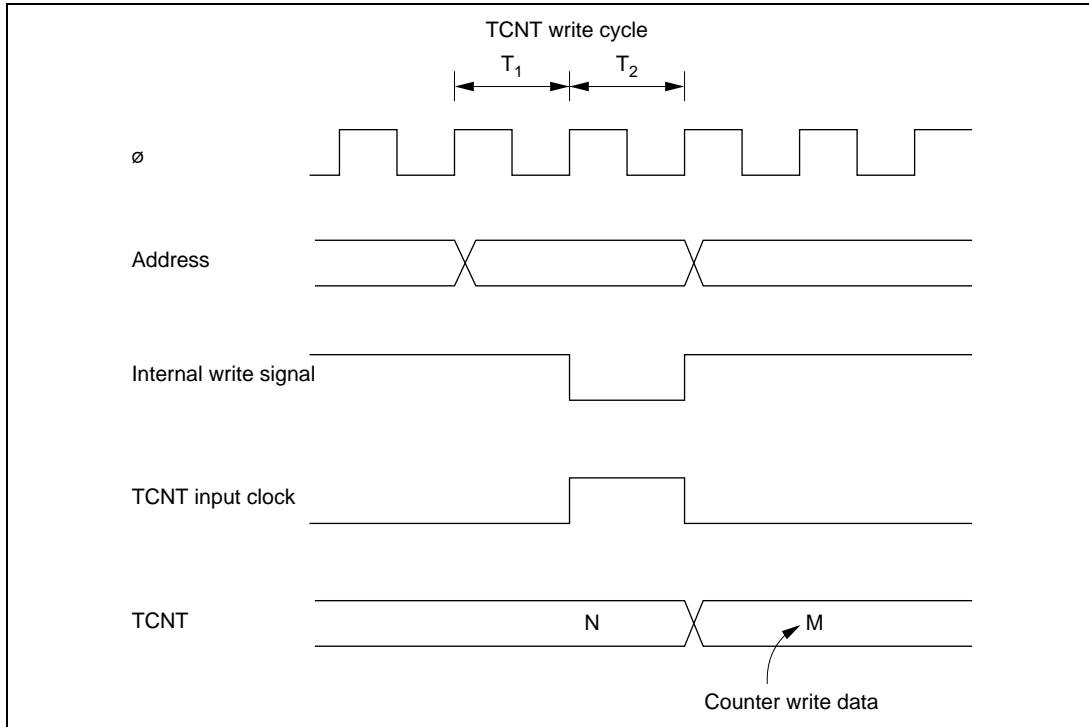 TCNT write cycle
T1 T2
ø
Address
Internal write signal
TCNT input clock
TCNT N M
Counter write data